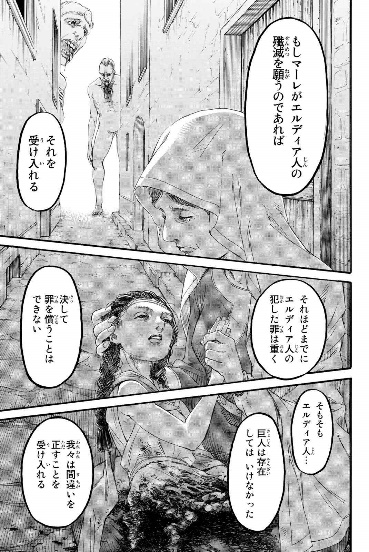 もしマーレが
エルディア人の
殲滅を
願うのであれば
それを
受け入れる
それほどまでに
エルディア人の
犯した罪は重く
決して
罪を償うことは
できない
そもそも
エルディア人…
巨人は存在
しては いけなかった
我々は間違いを
正すことを
受け入れる